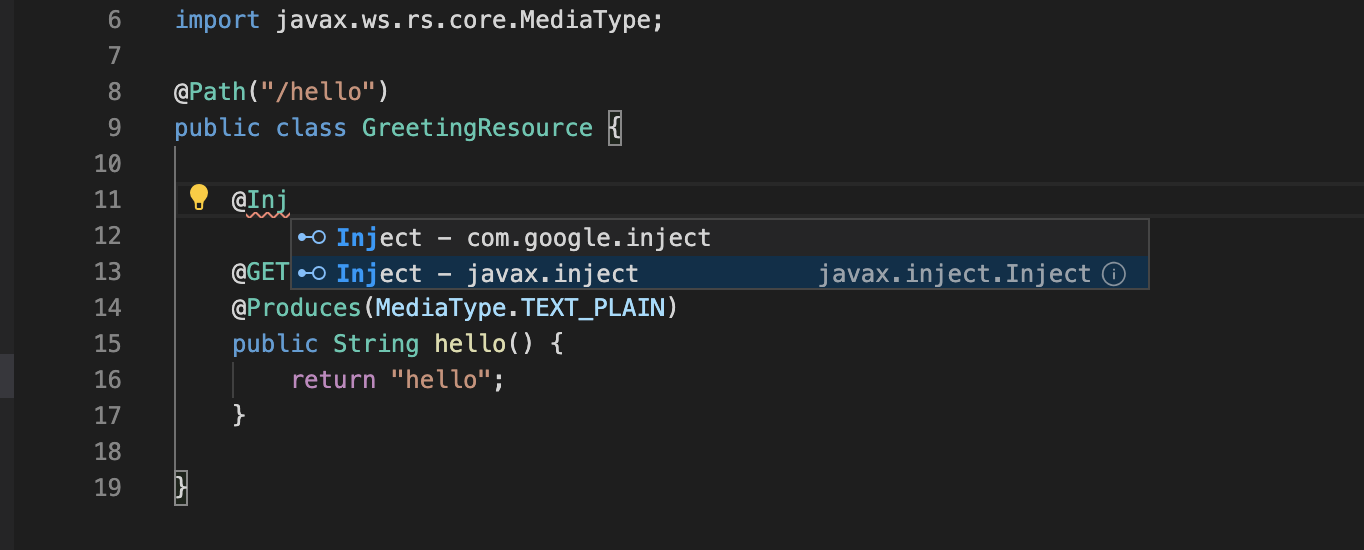 6 import javax.ws.rs.core.MediaType;
7
8 @Path("/hello")
9 public class GreetingResource {
10
11 @Inj
12 Inject – com.google.inject
13 @GET Inject – javax.inject javax.inject.Inject
14 @Produces(MediaType.TEXT_PLAIN)
15 public String hello() {
16 return "hello";
17 }
18
19 }